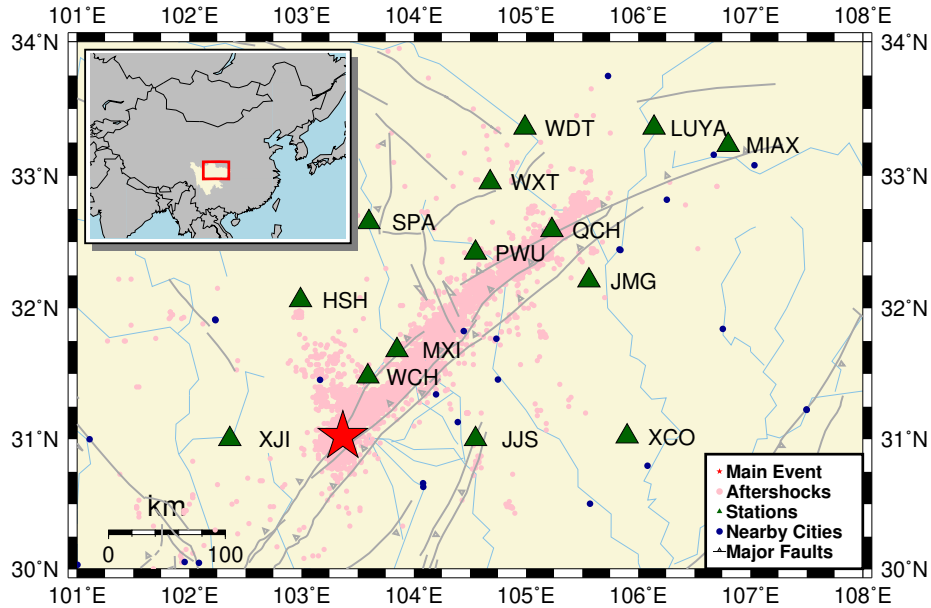 101˚E 102˚E 103˚E 104˚E 105˚E 106˚E 107˚E 108˚E
34˚N 34˚N
WDT LUYA
MIAX
33˚N 33˚N
WXT
SPA QCH
PWU
JMG
32˚N HSH 32˚N
MXI
WCH
31˚N XJI JJS XCO 31˚N
Main Event
Aftershocks
Stations
Nearby Cities
Major Faults
km
0 100
30˚N 30˚N
101˚E 102˚E 103˚E 104˚E 105˚E 106˚E 107˚E 108˚E